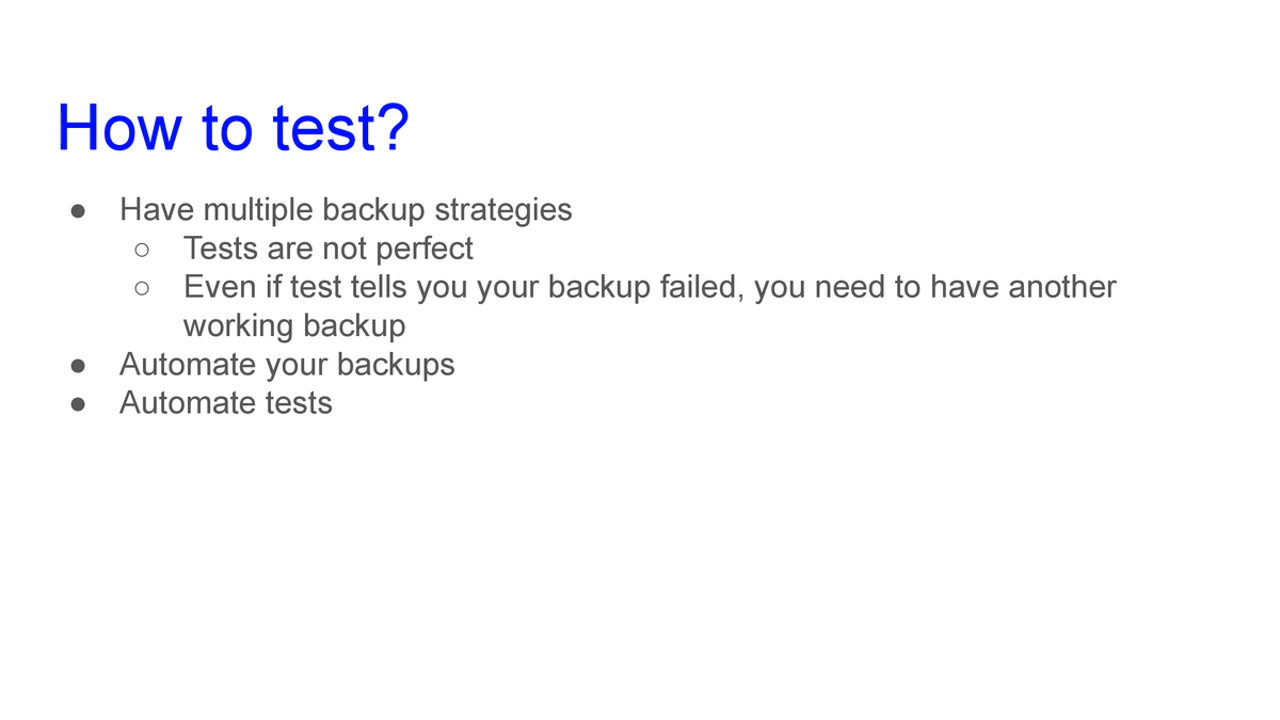 How to test?
● Have multiple backup strategies
○ Tests are not perfect
○ Even if test tells you your backup failed, you need to have another
working backup
● Automate your backups
● Automate tests